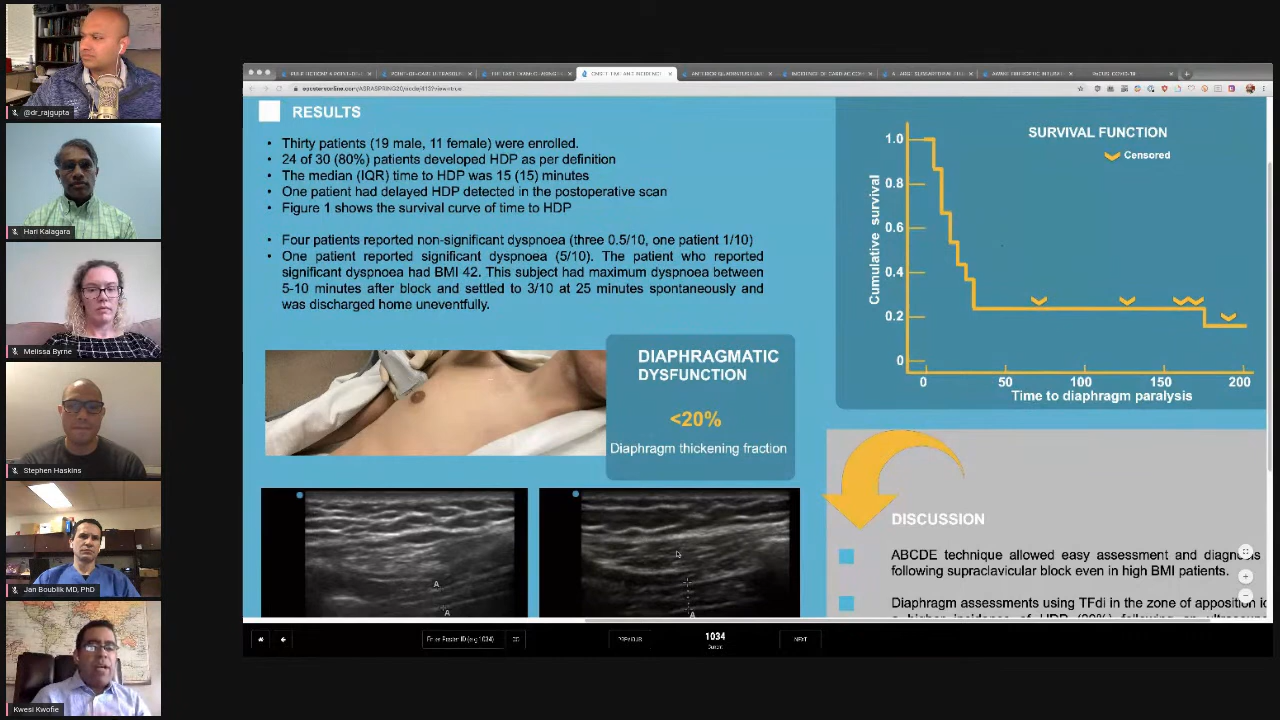 @dr_rajgupta
Hari Kalagara
Melissa Byrne
Stephen Haskins
Jan Boublik MD, PhD
Kwesi Kwofie
RESULTS
• Thirty patients (19 male, 11 female) were enrolled.
• 24 of 30 (80%) patients developed HDP as per definition
• The median (IQR) time to HDP was 15 (15) minutes
• One patient had delayed HDP detected in the postoperative scan
• Figure 1 shows the survival curve of time to HDP
• Four patients reported non-significant dyspnoea (three 0.5/10, one patient 1/10)
• One patient reported significant dyspnoea (5/10). The patient who reported
significant dyspnoea had BMI 42. This subject had maximum dyspnoea between
5-10 minutes after block and settled to 3/10 at 25 minutes spontaneously and
was discharged home uneventfully.
DIAPHRAGMATIC
DYSFUNCTION
<20%
Diaphragm thickening fraction
A
A
A
SURVIVAL FUNCTION
Censored
Cumulative survival
1.0
0.8
0.6
0.4
0.2
0
0 50 100 150 200
Time to diaphragm paralysis
DISCUSSION
ABCDE technique allowed easy assessment and
following supraclavicular block even in high BMI patients.
Diaphragm assessments using TFdi in the zone of apposition
PREVIOUS
1034
NEXT